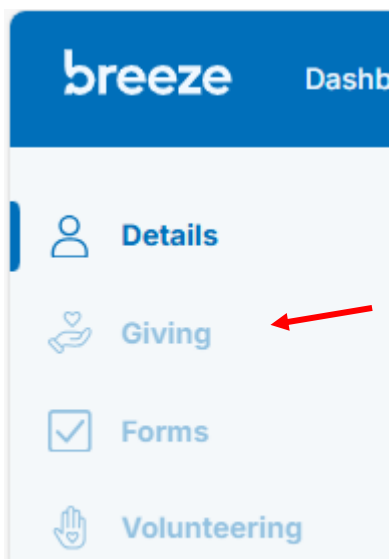 breeze Dashb
Details
Giving
Forms
Volunteering